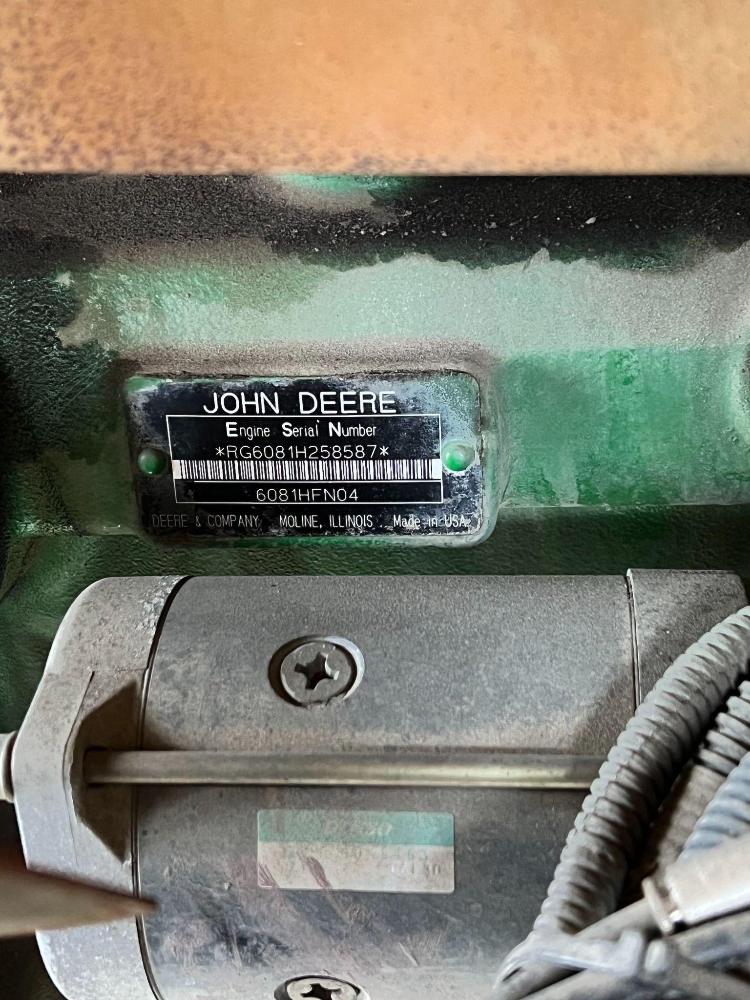 JOHN DEERE
Engine Serial Number
*RG6081H258587*
6081HFN04
DEERE & COMPANY MOLINE, ILLINOIS . Made in USA